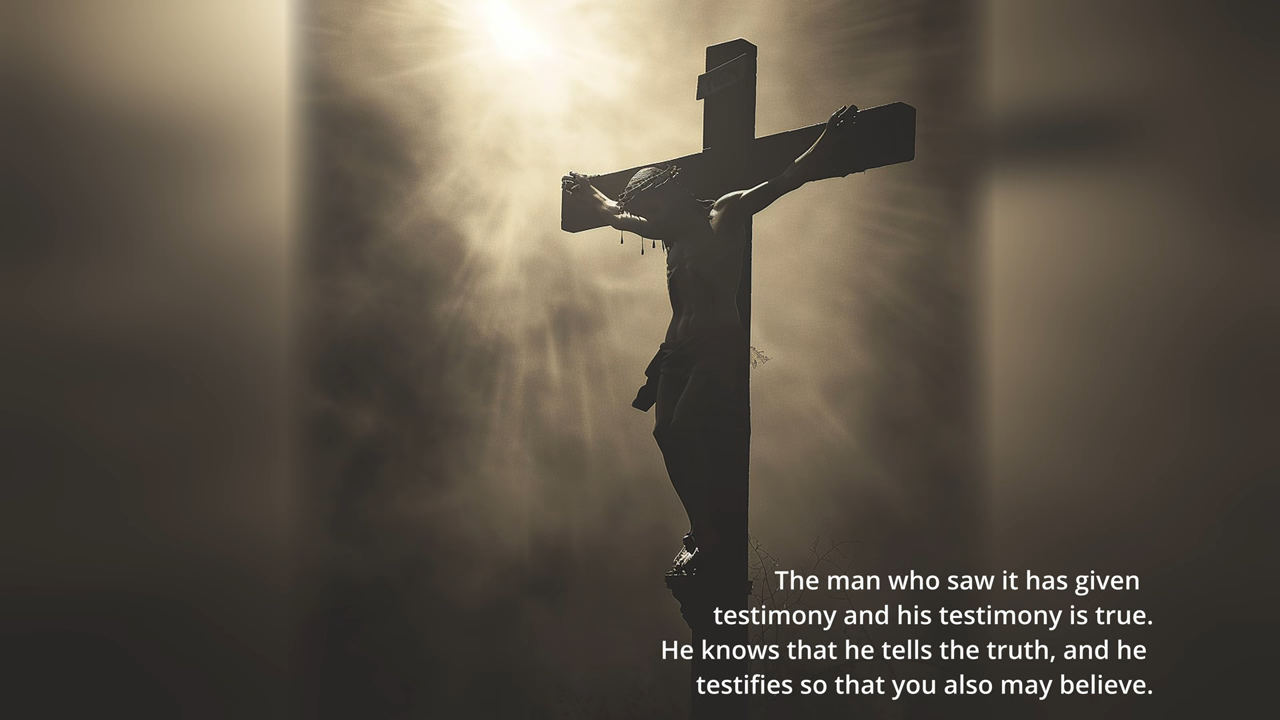 The man who saw it has given
testimony and his testimony is true.
He knows that he tells the truth, and he
testifies so that you also may believe.